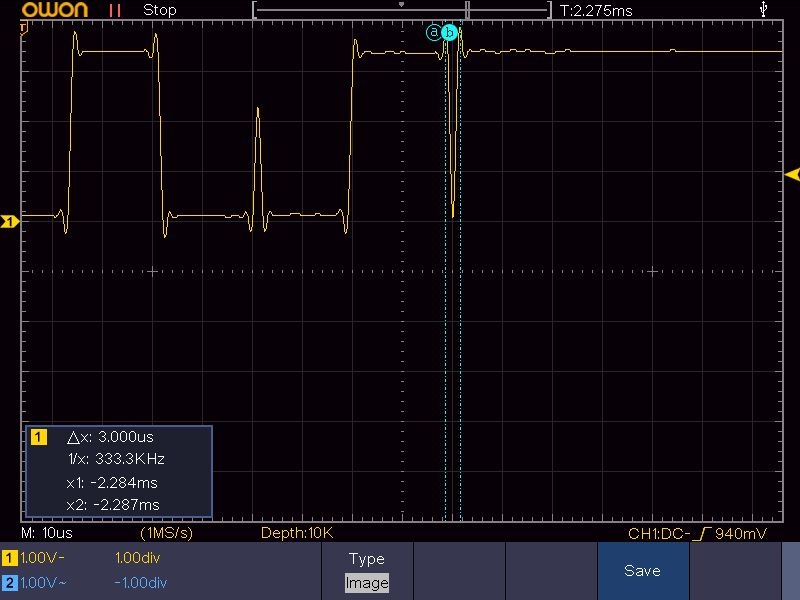 OWON Stop T:2.275ms
T
a b
1
1 △x: 3.000us
1/x: 333.3KHz
x1: -2.284ms
x2: -2.287ms
M: 10us (1MS/s) Depth:10K CH1:DC- 940mV
1 1.00V- 1.00div
2 1.00V~ -1.00div
Type
Image
Save